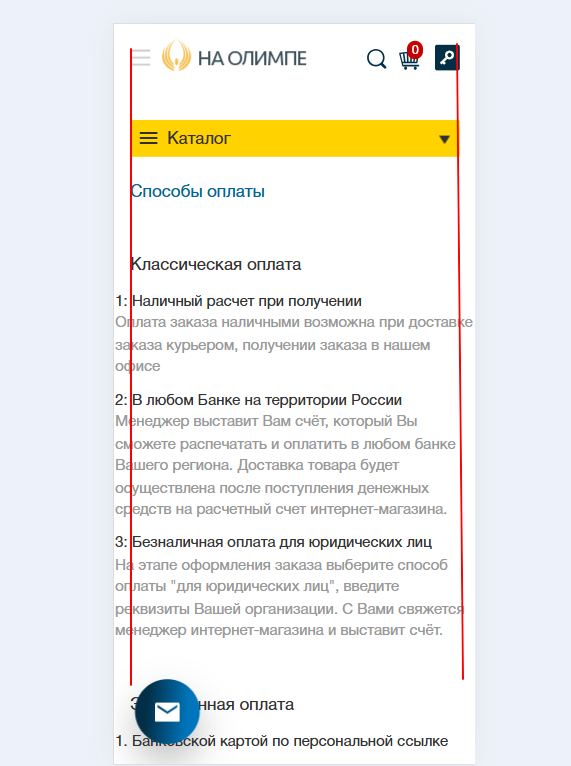 НА ОЛИМПЕ
0
Каталог
Способы оплаты
Классическая оплата
1: Наличный расчет при получении
Оплата заказа наличными возможна при доставке
заказа курьером, получении заказа в нашем
офисе
2: В любом Банке на территории России
Менеджер выставит Вам счёт, который Вы
сможете распечатать и оплатить в любом банке
Вашего региона. Доставка товара будет
осуществлена после поступления денежных
средств на расчетный счет интернет-магазина.
3: Безналичная оплата для юридических лиц
На этапе оформления заказа выберите способ
оплаты "для юридических лиц", введите
реквизиты Вашей организации. С Вами свяжется
менеджер интернет-магазина и выставит счёт.
оплата
1. Банковской картой по персональной ссылке